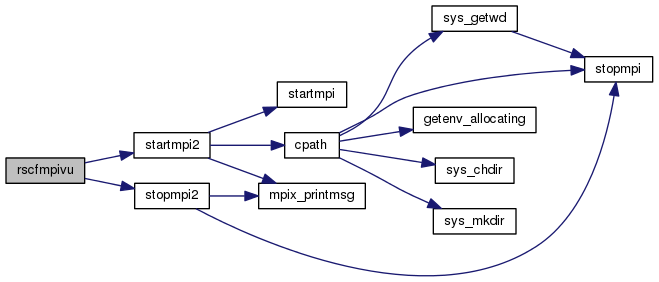 sys_getwd
stopmpi
startmpi
getenv_allocating
startmpi2
cpath
rscfmpivu
sys_chdir
stopmpi2
mpix_printmsg
sys_mkdir